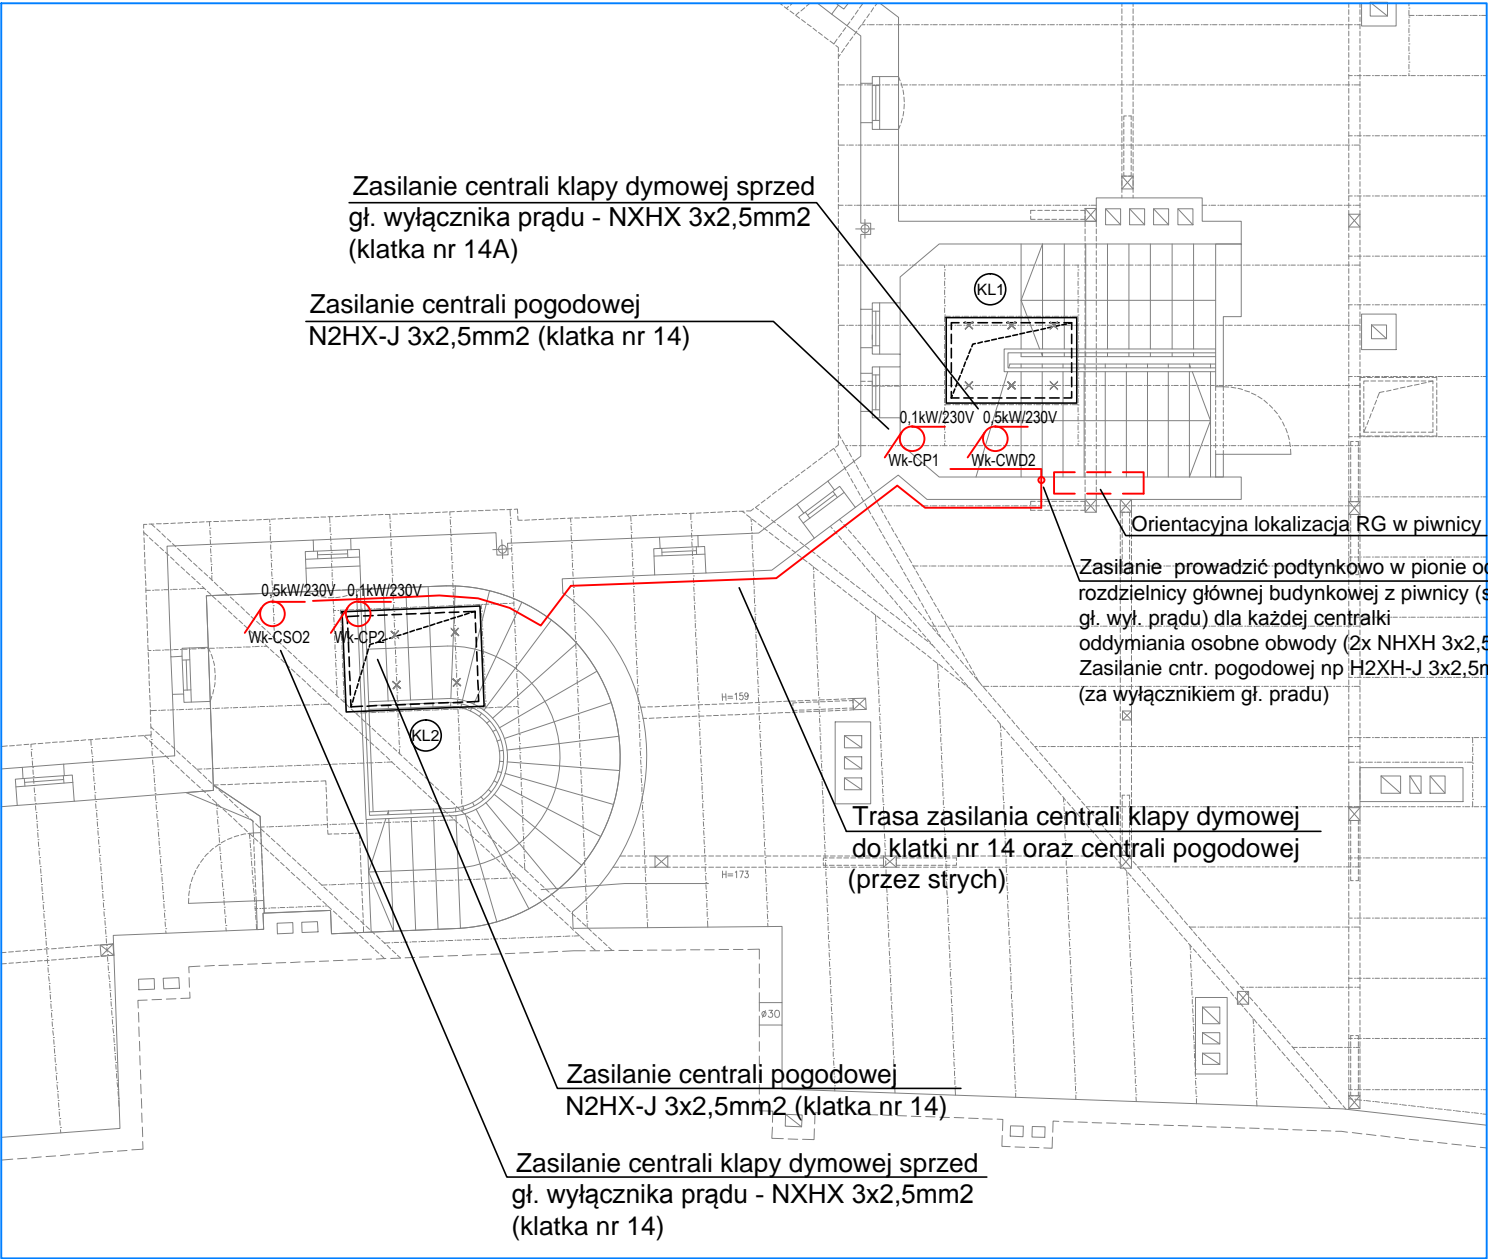 Zasilanie centrali klapy dymowej sprzed
gł. wyłącznika prądu - NXHX 3x2,5mm2
(klatka nr 14A)
Zasilanie centrali pogodowej
N2HX-J 3x2,5mm2 (klatka nr 14)
KL1
0,1kW/230V
0,5kW/230V
Wk-CP1
Wk-CWD2
Orientacyjna lokalizacja RG w piwnicy
Zasilanie prowadzić podtynkowo w pionie od
rozdzielnicy głównej budynkowej z piwnicy (s
gł. wył. prądu) dla każdej centralki
oddymiania osobne obwody (2x NHXH 3x2,5
Zasilanie cntr. pogodowej np H2XH-J 3x2,5m
(za wyłącznikiem gł. pradu)
0,5kW/230V
0,1kW/230V
Wk-CSO2
Wk-CP2
KL2
H=159
Trasa zasilania centrali klapy dymowej
do klatki nr 14 oraz centrali pogodowej
(przez strych)
H=173
ø30
Zasilanie centrali pogodowej
N2HX-J 3x2,5mm2 (klatka nr 14)
Zasilanie centrali klapy dymowej sprzed
gł. wyłącznika prądu - NXHX 3x2,5mm2
(klatka nr 14)